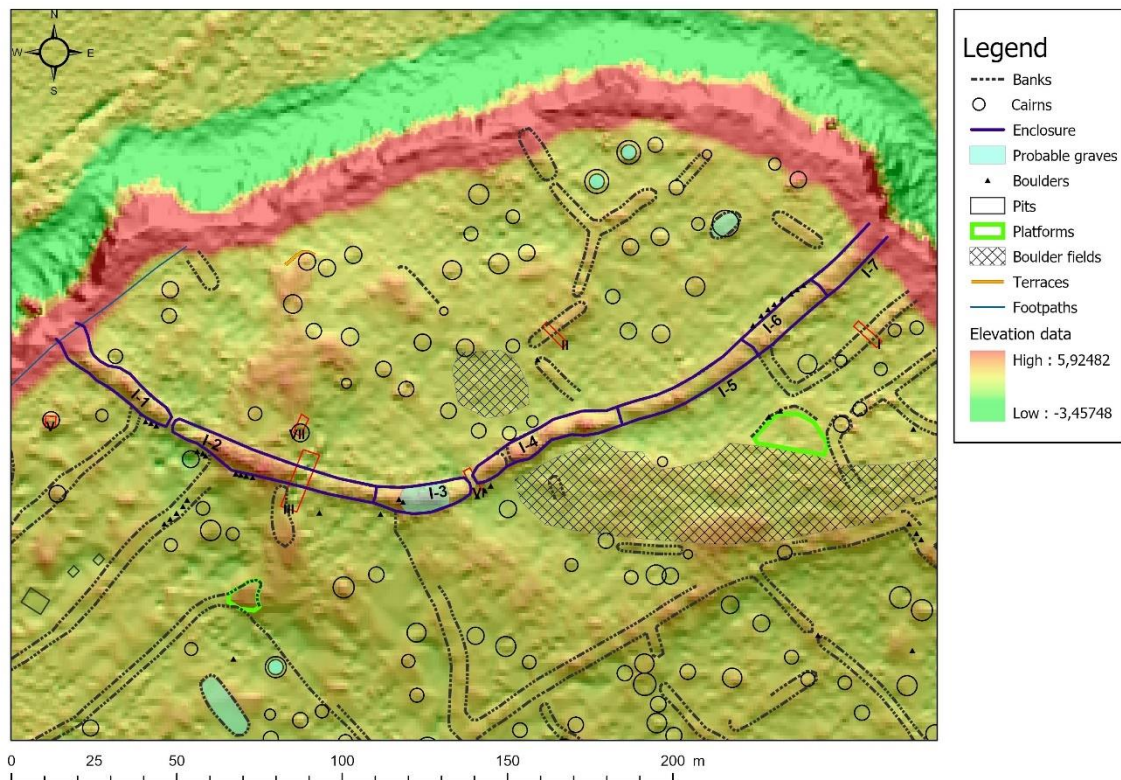 N
W E
S
Legend
Banks
Cairns
Enclosure
Probable graves
Boulders
Pits
Platforms
Boulder fields
Terraces
Footpaths
Elevation data
High : 5,92482
Low : -3,45748
I-7
I-6
II
I
I-5
I-1
V
VII
I-2
I-4
I-3
III
0 25 50 100 150 200 m